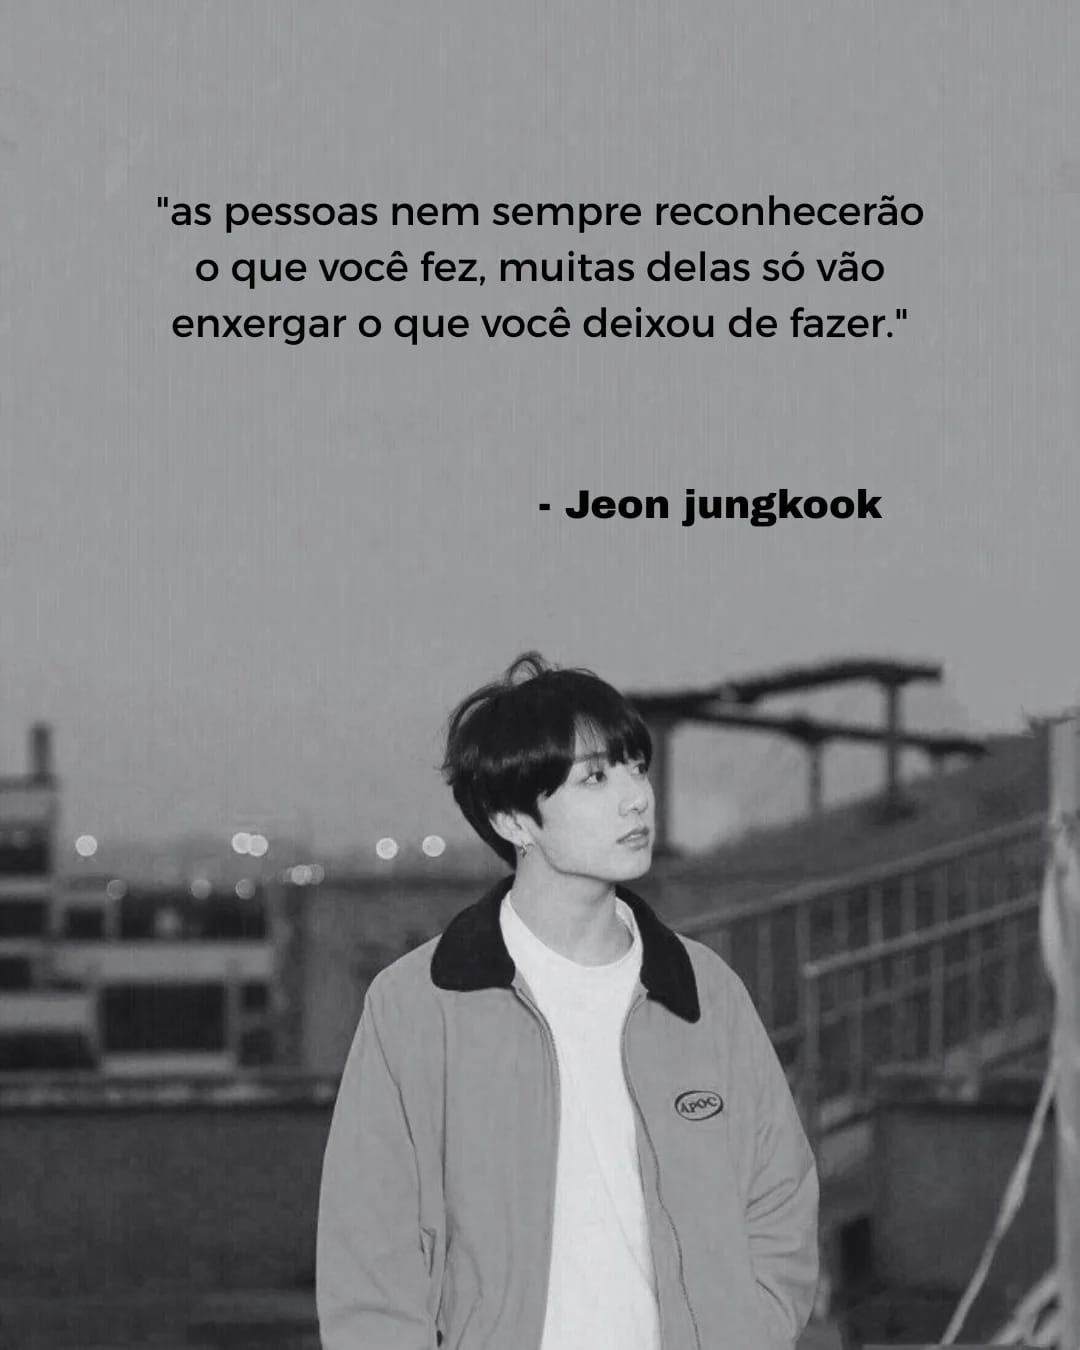 "as pessoas nem sempre reconhecerão
o que você fez, muitas delas só vão
enxergar o que você deixou de fazer."
- Jeon jungkook
APOC